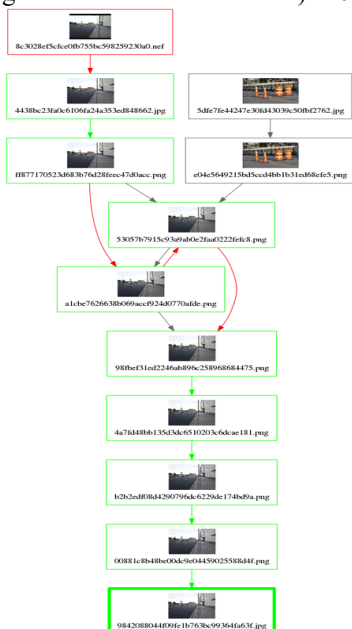 8c3028ef5cfce0fb755bc598259230a0.nef
4438bc23fa0c6106fa24a353ed848662.jpg
5dfe7fe44247e30fd43039c50fbf2762.jpg
ff877170523d683b76d28feec47d0acc.png
e04e5649215bd5ccd4bb1b31ed68efe5.png
53057b7915c93a9ab0e2faa0222fefc8.png
a1cbe7626638b069accf924d0770afde.png
98fbef31ed2246ab896c258968684475.png
4a7fd48bb135d3dc6510203c6dcae181.png
b2b2edf08d4290796dc6229de174bd9a.png
00881c8b48be00dc9e04459025588d4f.png
9842088044f09fe1b763bc99364fa63f.jpg